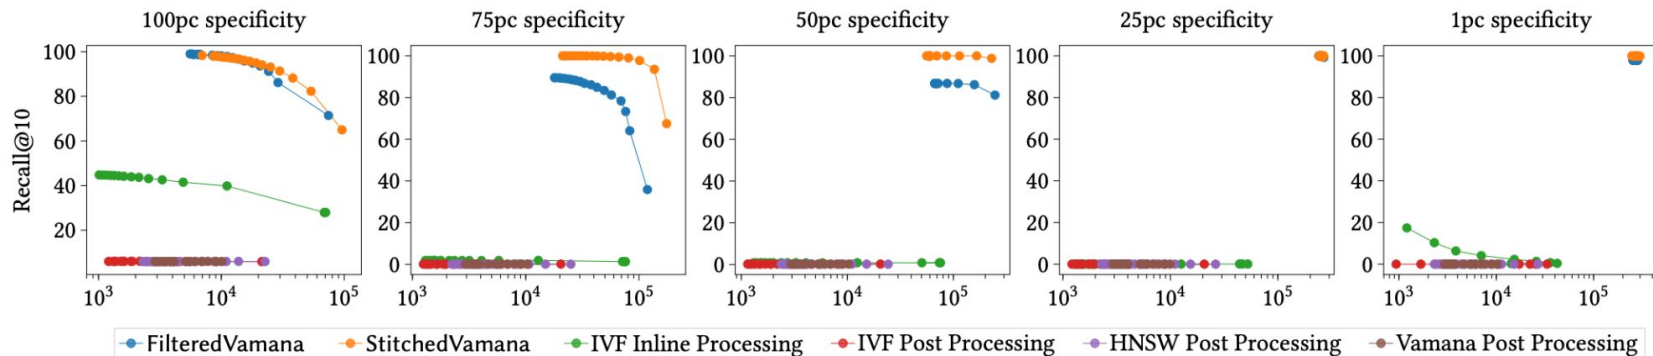 100pc specificity 75pc specificity 50pc specificity 25pc specificity 1pc specificity
Recall@10
100 80 60 40 20
100 80 60 40 20 0
100 80 60 40 20 0
100 80 60 40 20 0
100 80 60 40 20 0
10³ 10⁴ 10⁵ 10³ 10⁴ 10⁵ 10³ 10⁴ 10⁵ 10³ 10⁴ 10⁵ 10³ 10⁴ 10⁵
FilteredVamana StitchedVamana IVF Inline Processing IVF Post Processing HNSW Post Processing Vamana Post Processing